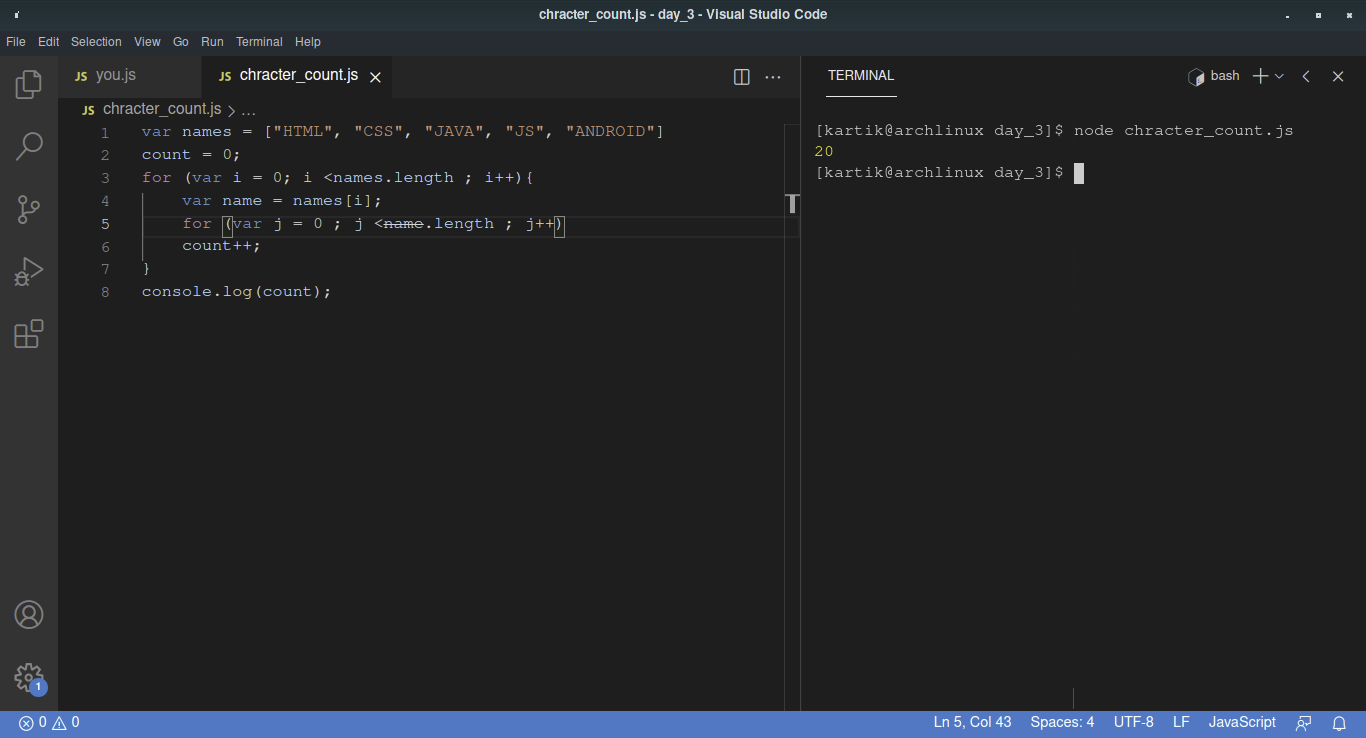 chracter_count.js - day_3 - Visual Studio Code
File Edit Selection View Go Run Terminal Help
JS you.js
JS chracter_count.js
JS chracter_count.js > ...
1 var names = ["HTML", "CSS", "JAVA", "JS", "ANDROID"]
2 count = 0;
3 for (var i = 0; i <names.length ; i++){
4 var name = names[i];
5 for (var j = 0 ; j <name.length ; j++)
6 count++;
7 }
8 console.log(count);
TERMINAL
bash
[kartik@archlinux day_3]$ node chracter_count.js
20
[kartik@archlinux day_3]$
1
0 0
Ln 5, Col 43 Spaces: 4 UTF-8 LF JavaScript